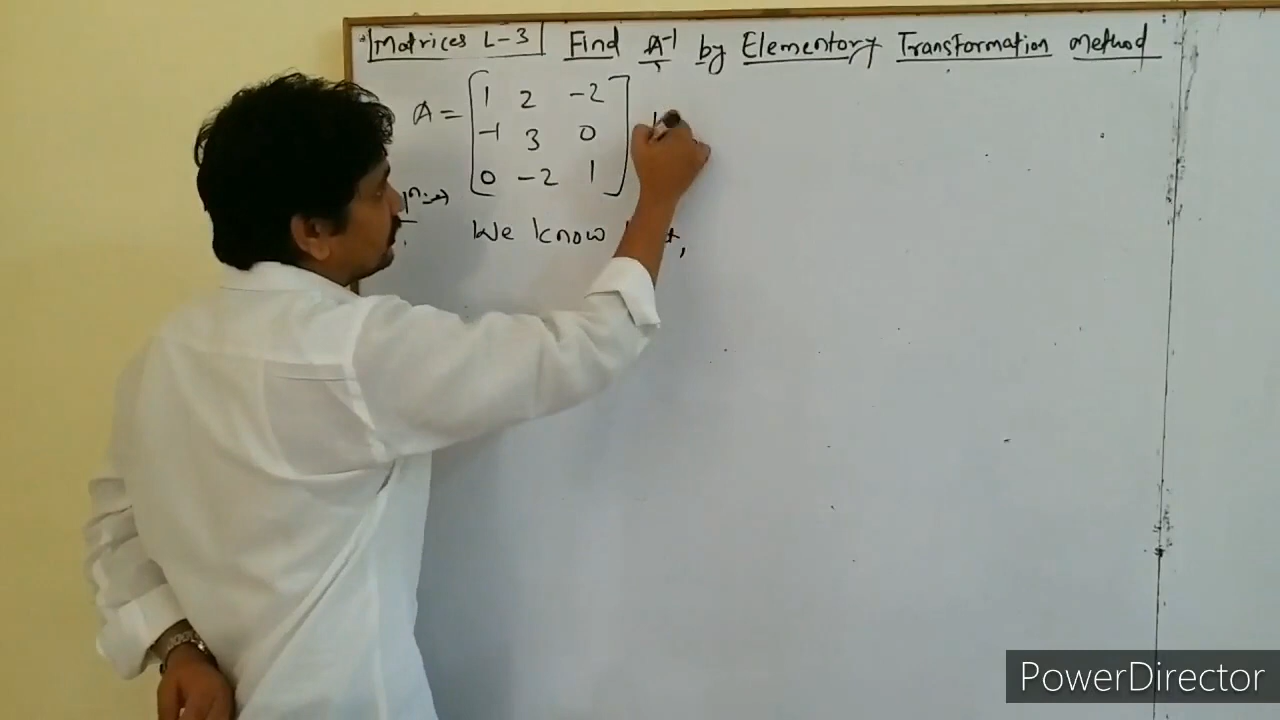 Matrices L-3 Find A⁻¹ by Elementary Transformation method
A = [ 1 2 -2
-1 3 0
0 -2 1 ]
We know
PowerDirector